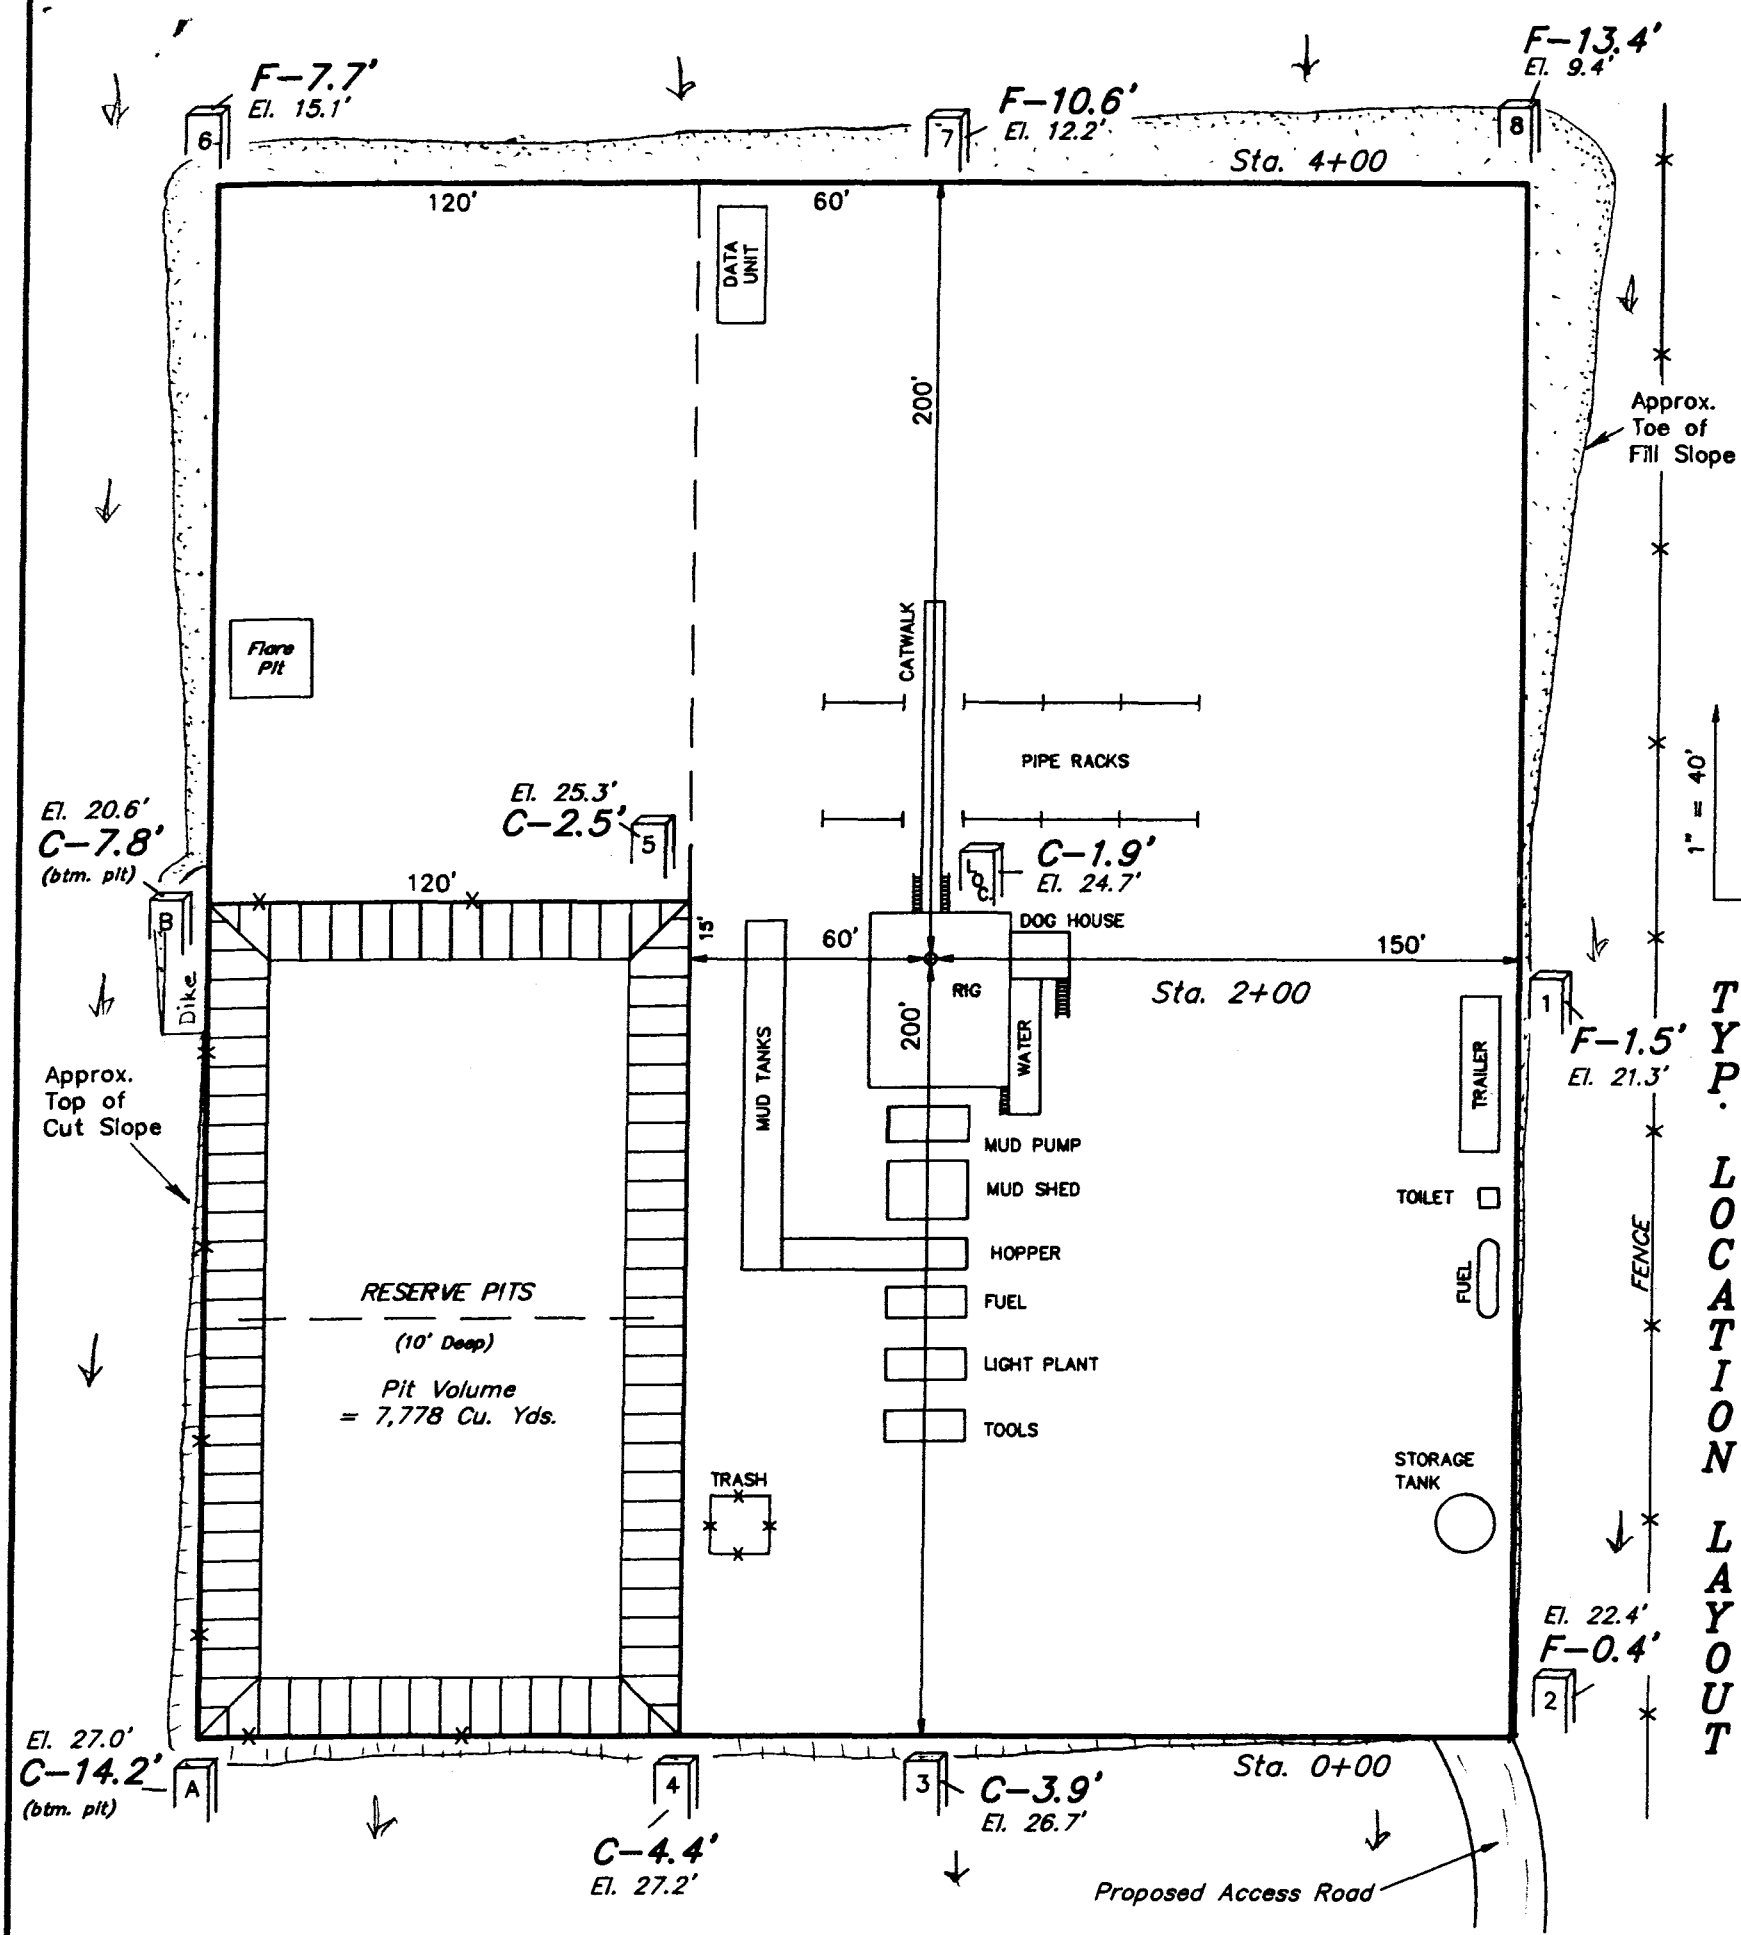 F-7.7'
El. 15.1'
6
F-10.6'
El. 12.2'
7
F-13.4'
El. 9.4'
8
Sta. 4+00
120'
60'
DATA
UNIT
200'
Approx.
Toe of
Fill Slope
CATWALK
Flare
Pit
PIPE RACKS
1" = 40'
El. 20.6'
C-7.8'
(btm. pit)
B
El. 25.3'
C-2.5'
5
LOC.
C-1.9'
El. 24.7'
120'
15'
60'
DOG HOUSE
150'
RIG
Sta. 2+00
Dike
200'
WATER
MUD TANKS
TRAILER
1
F-1.5'
El. 21.3'
Approx.
Top of
Cut Slope
MUD PUMP
MUD SHED
TOILET
HOPPER
FUEL
FENCE
RESERVE PITS
(10' Deep)
Pit Volume
= 7,778 Cu. Yds.
FUEL
LIGHT PLANT
TOOLS
TRASH
STORAGE
TANK
El. 22.4'
F-0.4'
2
El. 27.0'
C-14.2'
(btm. pit)
A
4
C-4.4'
El. 27.2'
3
C-3.9'
El. 26.7'
Sta. 0+00
Proposed Access Road
TYP. LOCATION LAYOUT